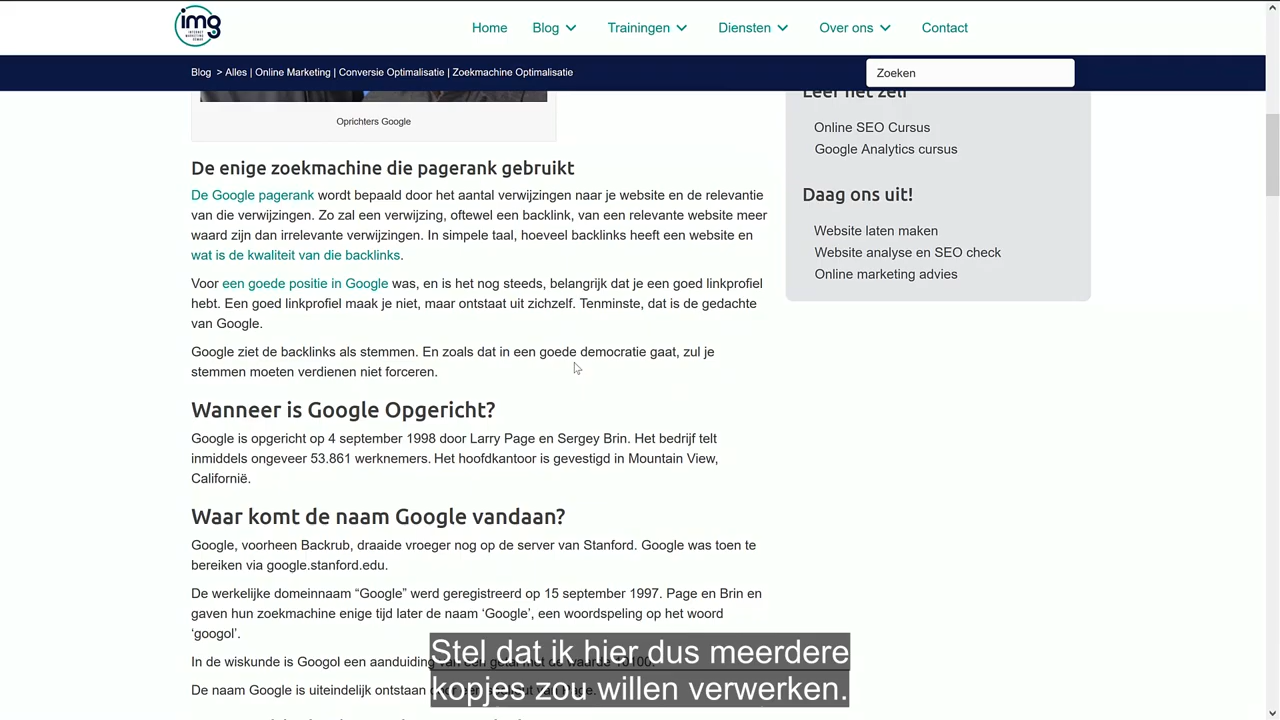 img
INTERNET
MARKETING
GEMAK
Home
Blog
Trainingen
Diensten
Over ons
Contact
Blog > Alles | Online Marketing | Conversie Optimalisatie | Zoekmachine Optimalisatie
Zoeken
Oprichters Google
De enige zoekmachine die pagerank gebruikt
De Google pagerank wordt bepaald door het aantal verwijzingen naar je website en de relevantie
van die verwijzingen. Zo zal een verwijzing, oftewel een backlink, van een relevante website meer
waard zijn dan irrelevante verwijzingen. In simpele taal, hoeveel backlinks heeft een website en
wat is de kwaliteit van die backlinks.
Voor een goede positie in Google was, en is het nog steeds, belangrijk dat je een goed linkprofiel
hebt. Een goed linkprofiel maak je niet, maar ontstaat uit zichzelf. Tenminste, dat is de gedachte
van Google.
Google ziet de backlinks als stemmen. En zoals dat in een goede democratie gaat, zul je
stemmen moeten verdienen niet forceren.
Wanneer is Google Opgericht?
Google is opgericht op 4 september 1998 door Larry Page en Sergey Brin. Het bedrijf telt
inmiddels ongeveer 53.861 werknemers. Het hoofdkantoor is gevestigd in Mountain View,
Californië.
Waar komt de naam Google vandaan?
Google, voorheen Backrub, draaide vroeger nog op de server van Stanford. Google was toen te
bereiken via google.stanford.edu.
De werkelijke domeinnaam “Google” werd geregistreerd op 15 september 1997. Page en Brin en
gaven hun zoekmachine enige tijd later de naam ‘Google’, een woordspeling op het woord
‘googol’.
In de wiskunde is Googol een aanduiding van een getal met de waarde 10100.
De naam Google is uiteindelijk ontstaan
Leer het zelf
Online SEO Cursus
Google Analytics cursus
Daag ons uit!
Website laten maken
Website analyse en SEO check
Online marketing advies
Stel dat ik hier dus meerdere
kopjes zou willen verwerken.